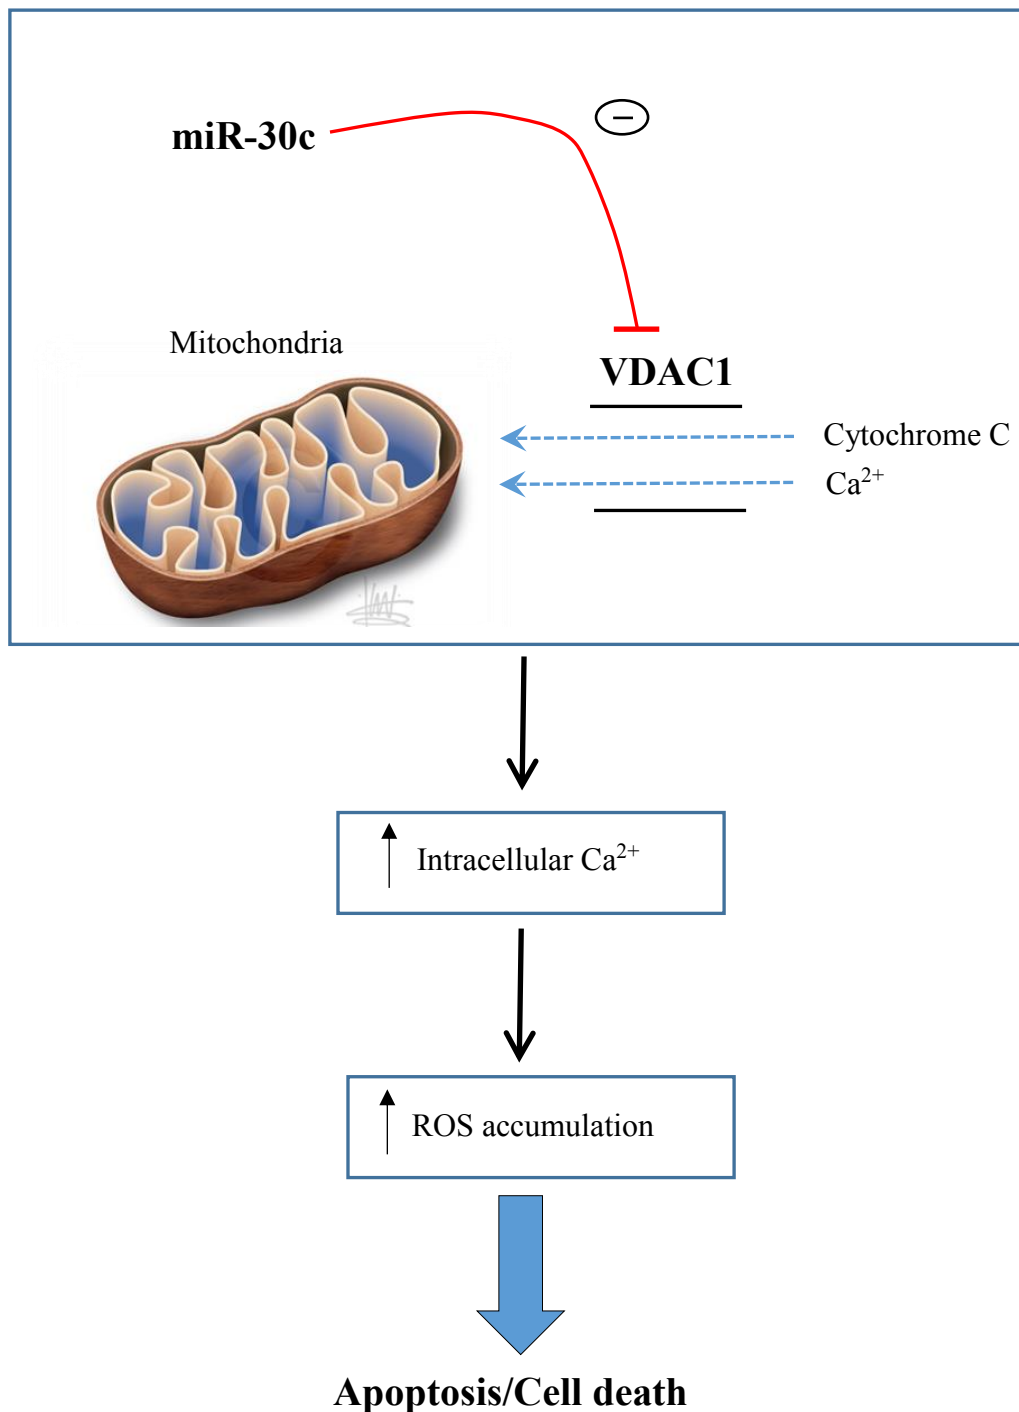 miR-30c
−
Mitochondria
VDAC1
Cytochrome C
Ca²⁺
Intracellular Ca²⁺
ROS accumulation
Apoptosis/Cell death